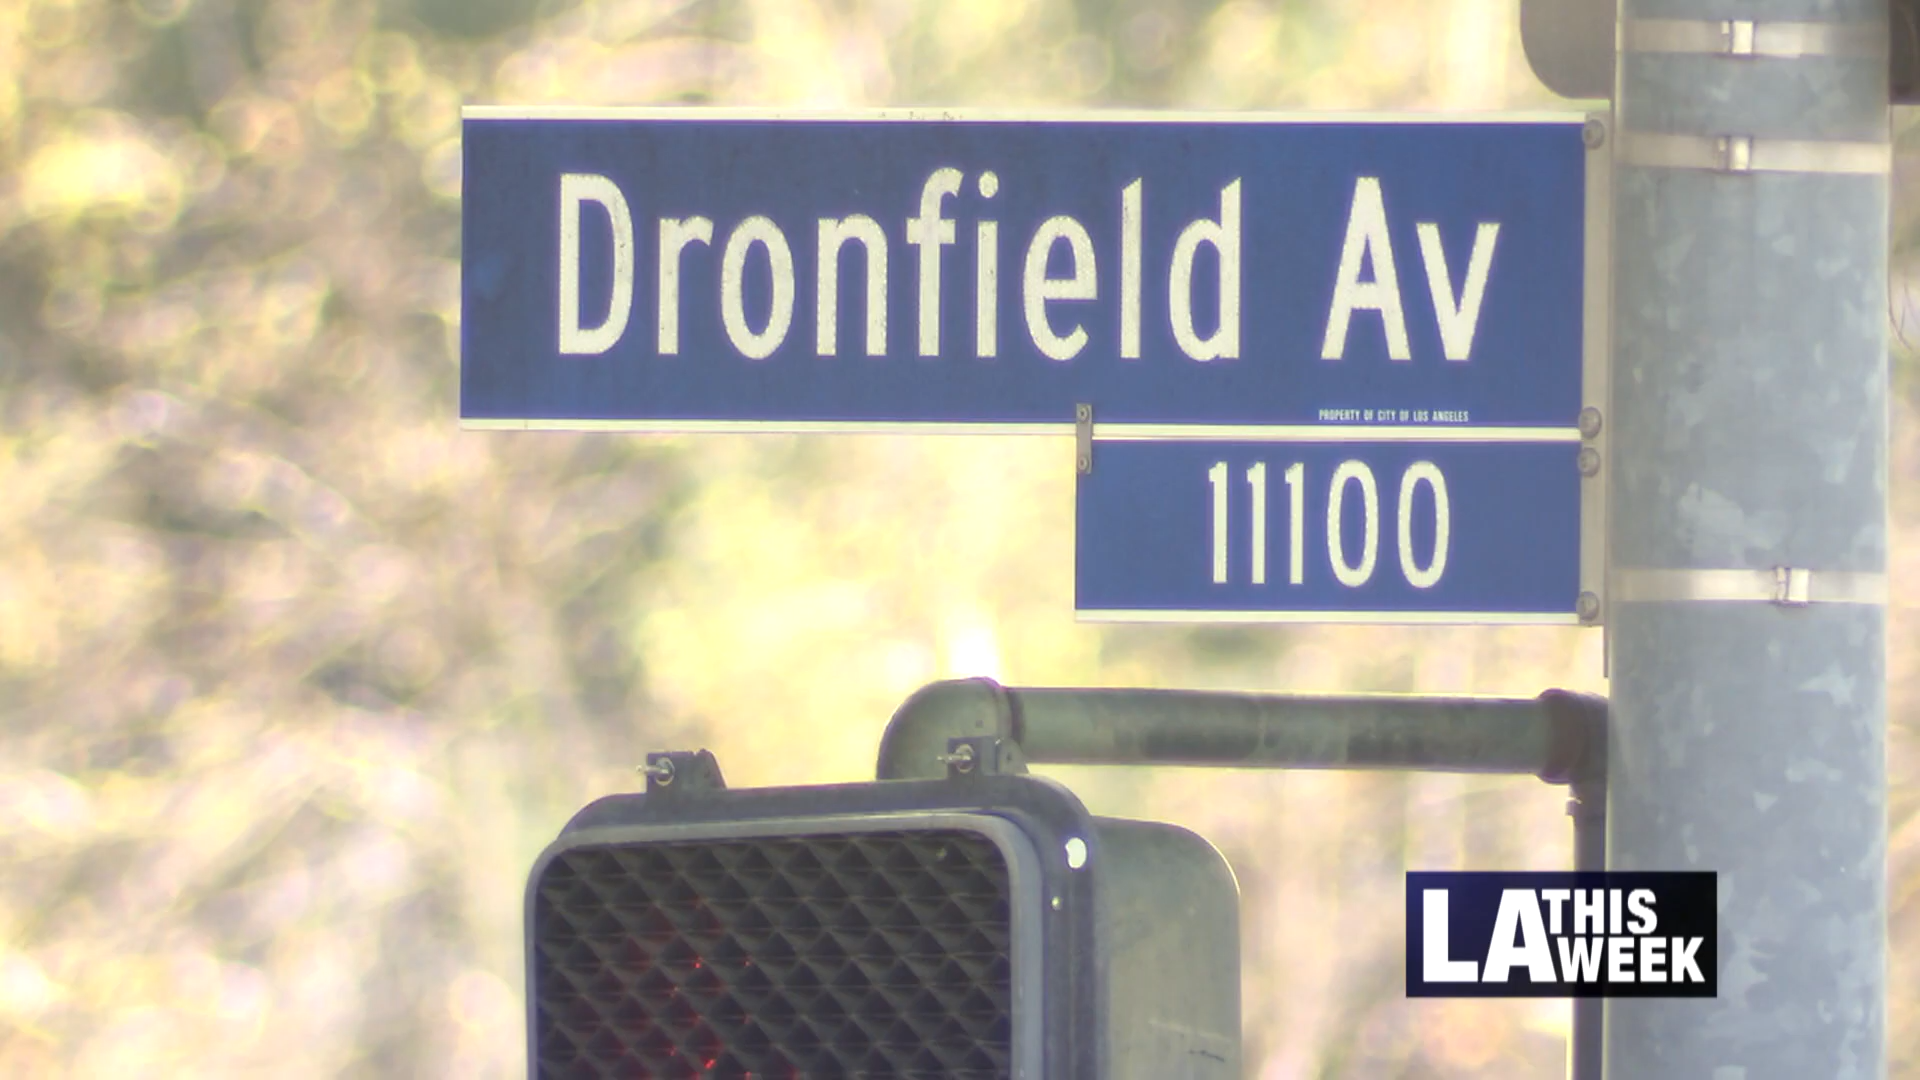 Dronfield Av
PROPERTY OF CITY OF LOS ANGELES
11100
LA THIS WEEK